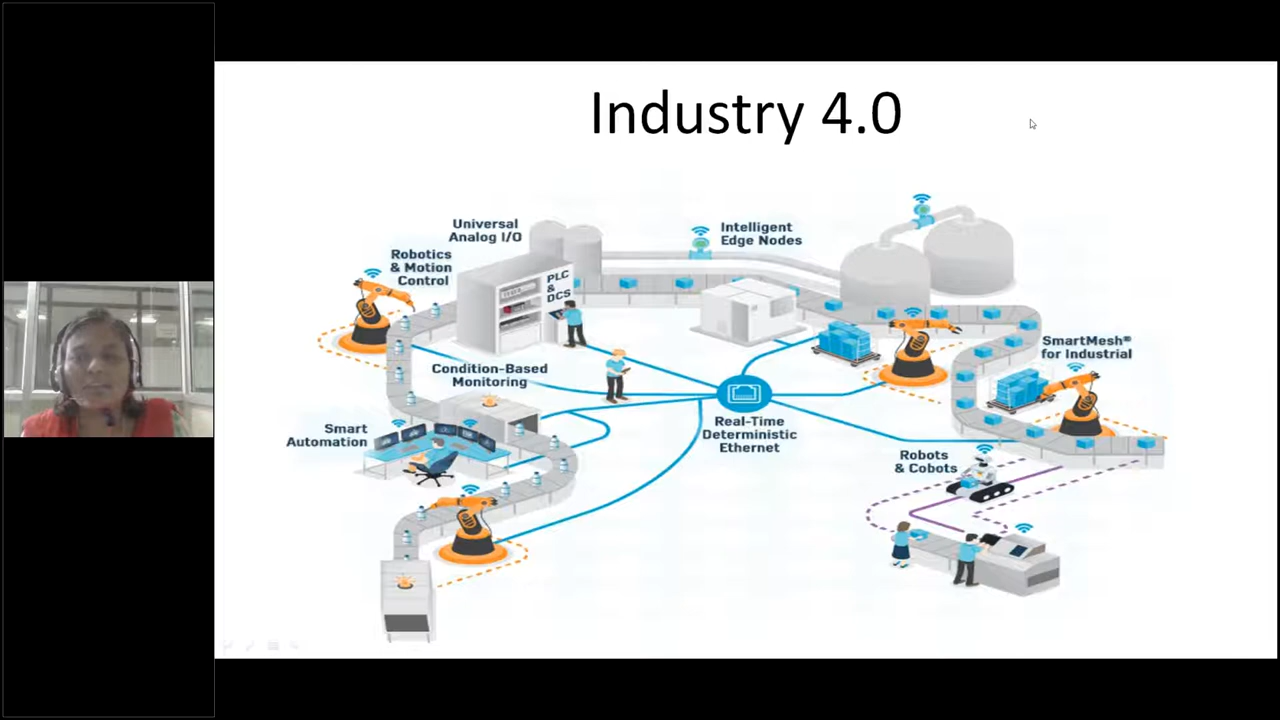 Industry 4.0
Universal
Analog I/O
Intelligent
Edge Nodes
Robotics
& Motion
Control
PLC
&
DCS
SmartMesh®
for Industrial
Condition-Based
Monitoring
Smart
Automation
Real-Time
Deterministic
Ethernet
Robots
& Cobots